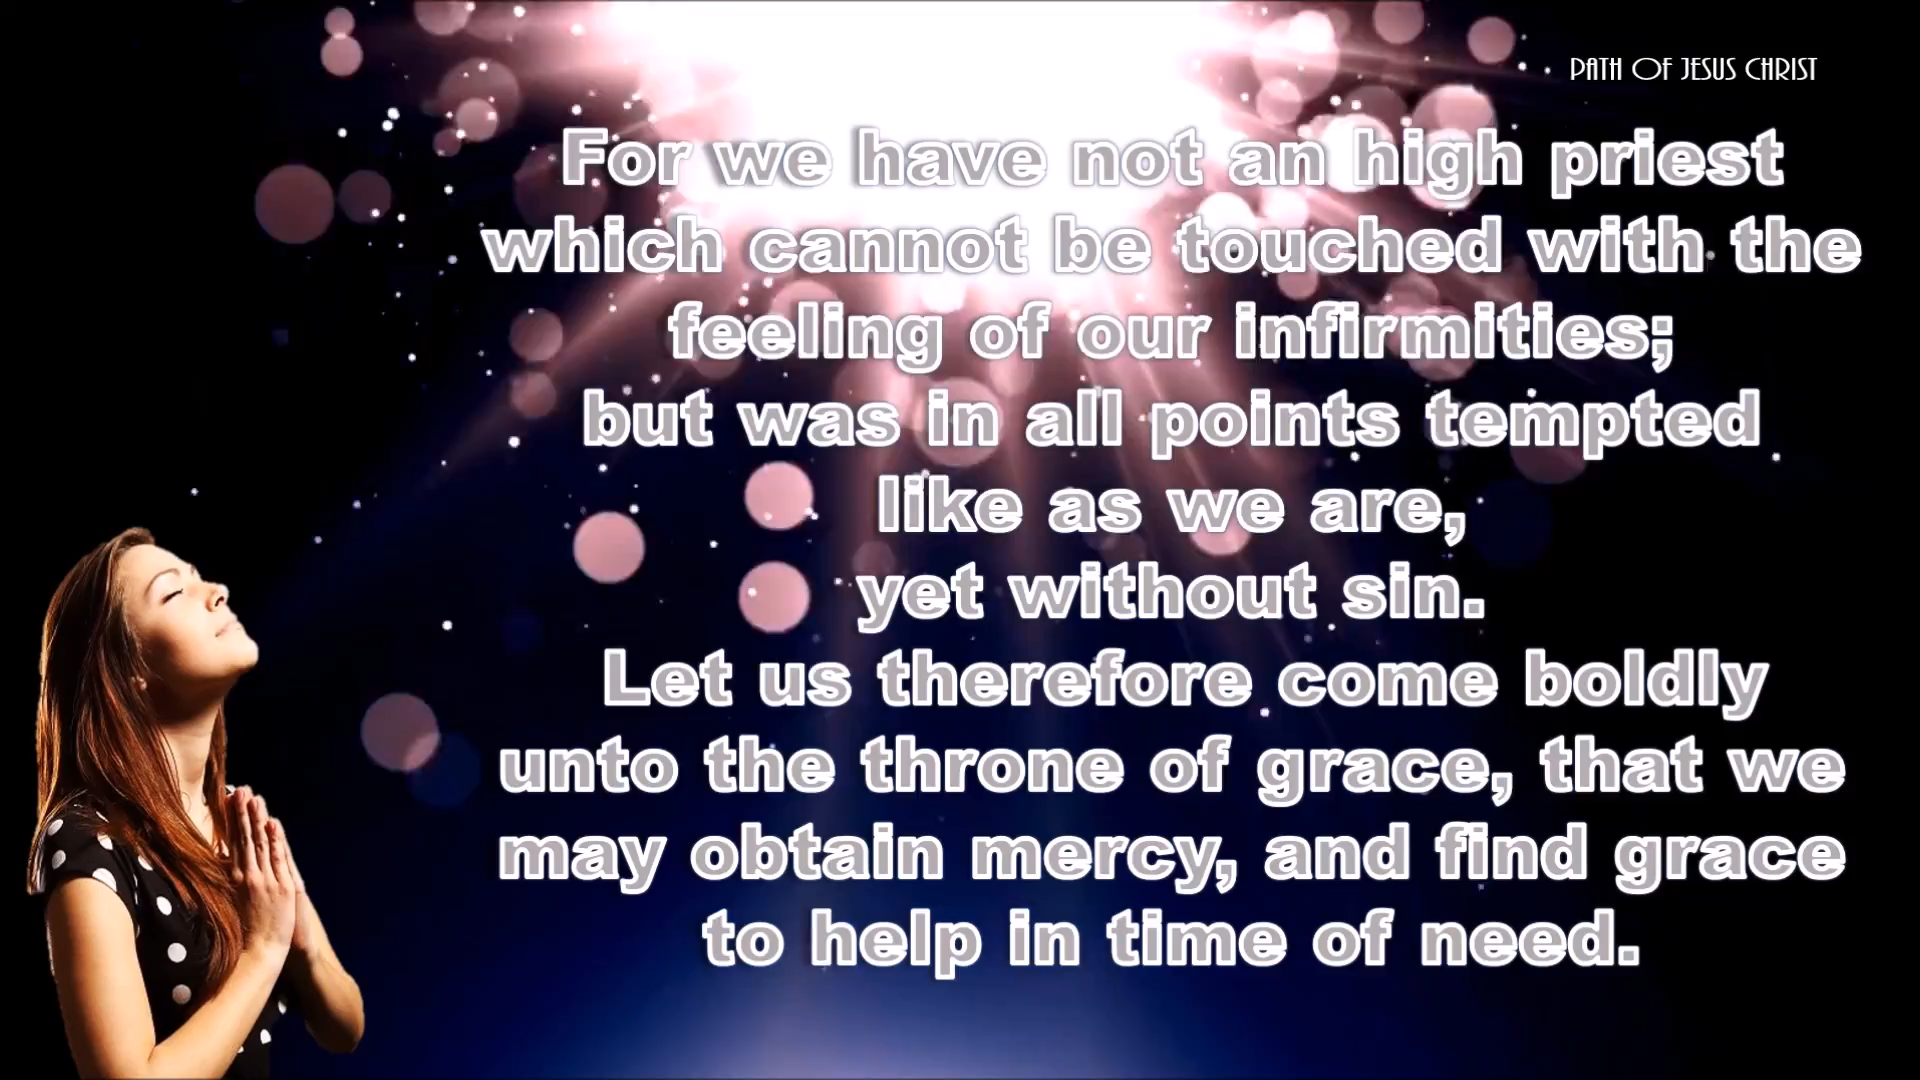 PATH OF JESUS CHRIST
For we have not an high priest
which cannot be touched with the
feeling of our infirmities;
but was in all points tempted
like as we are,
yet without sin.
Let us therefore come boldly
unto the throne of grace, that we
may obtain mercy, and find grace
to help in time of need.